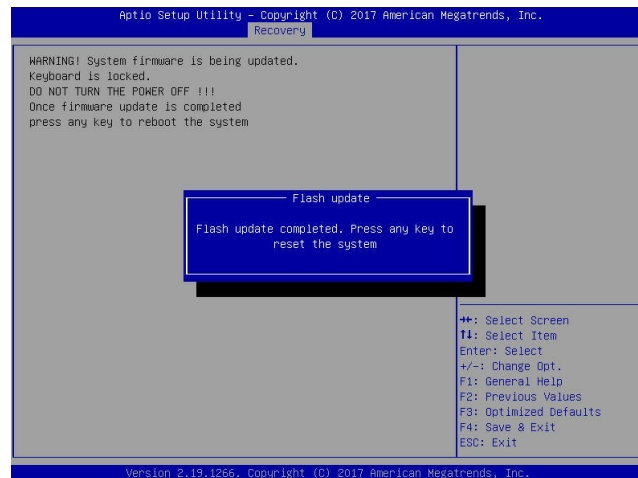 Aptio Setup Utility – Copyright (C) 2017 American Megatrends, Inc.
Recovery
WARNING! System firmware is being updated.
Keyboard is locked.
DO NOT TURN THE POWER OFF !!!
Once firmware update is completed
press any key to reboot the system
Flash update
Flash update completed. Press any key to
reset the system
→←: Select Screen
↑↓: Select Item
Enter: Select
+/-: Change Opt.
F1: General Help
F2: Previous Values
F3: Optimized Defaults
F4: Save & Exit
ESC: Exit
Version 2.19.1266. Copyright (C) 2017 American Megatrends, Inc.